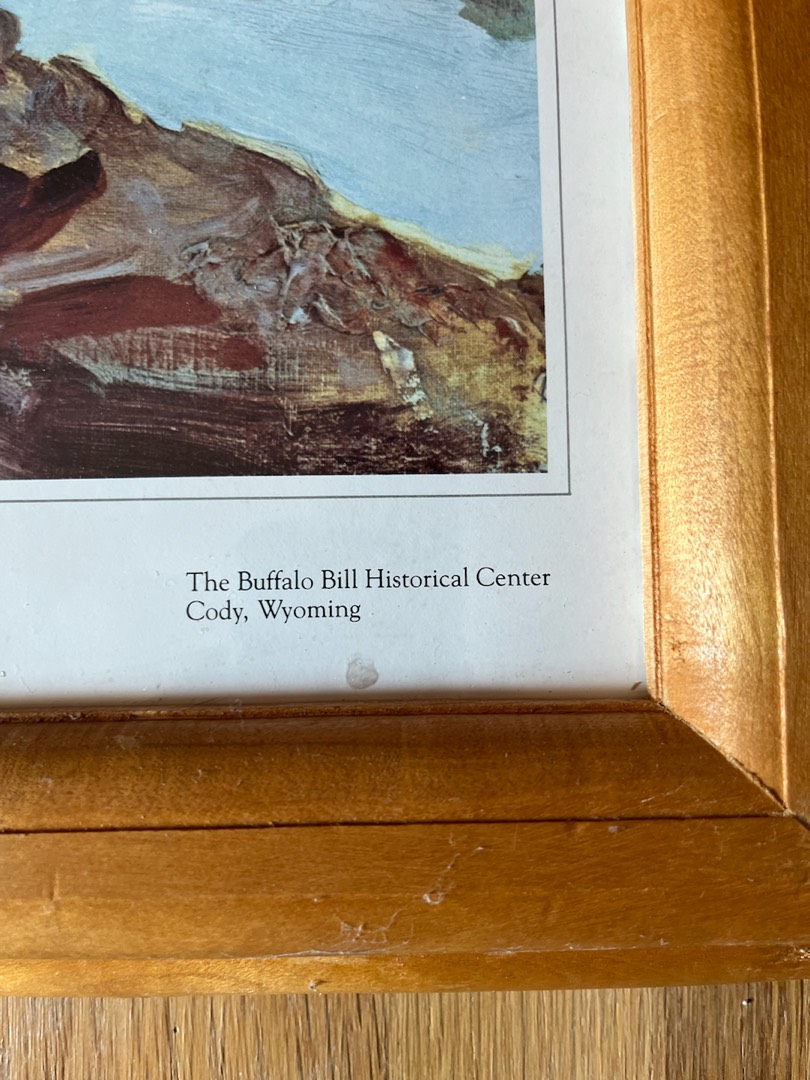 The Buffalo Bill Historical Center
Cody, Wyoming